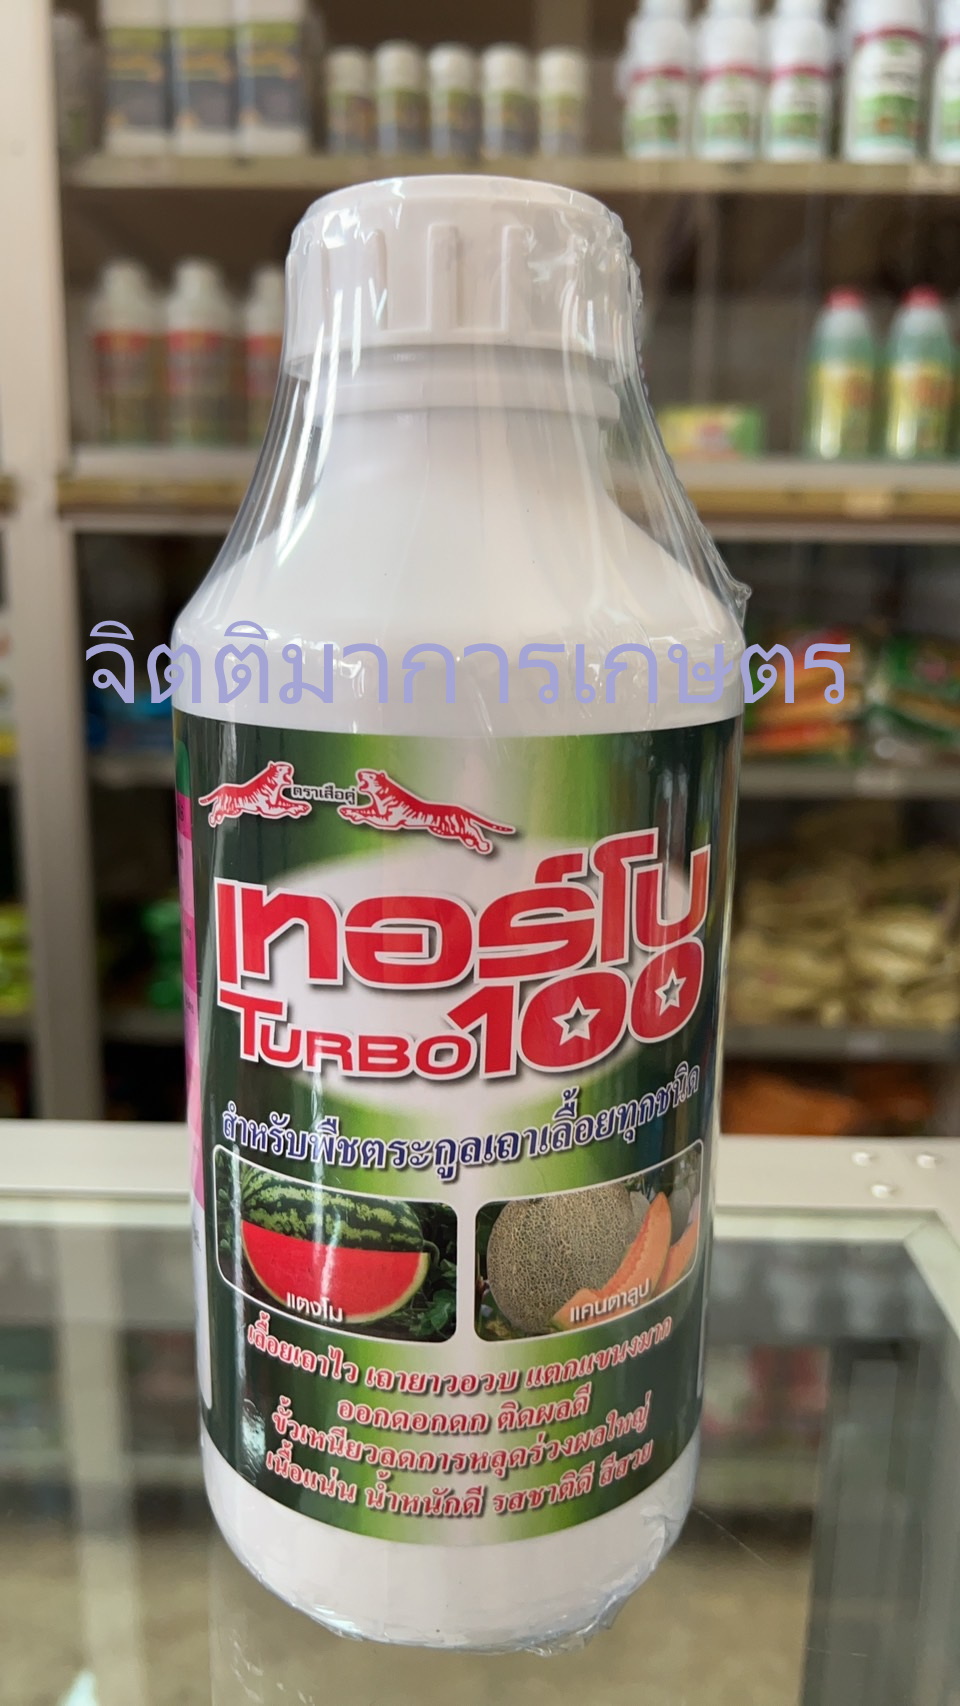 จิตติมาการเกษตร
ตราเสือคู่
เทอร์โบ
TURBO 100
สำหรับพืชตระกูลเถาเลื้อยทุกชนิด
แตงโม
แคนตาลูป
เลื้อยเถาไว เถายาวอวบ แตกแขนงมาก
ออกดอกดก ติดผลดี
ขั้วเหนียวลดการหลุดร่วงผลใหญ่
เนื้อแน่น น้ำหนักดี รสชาติดี สีสวย